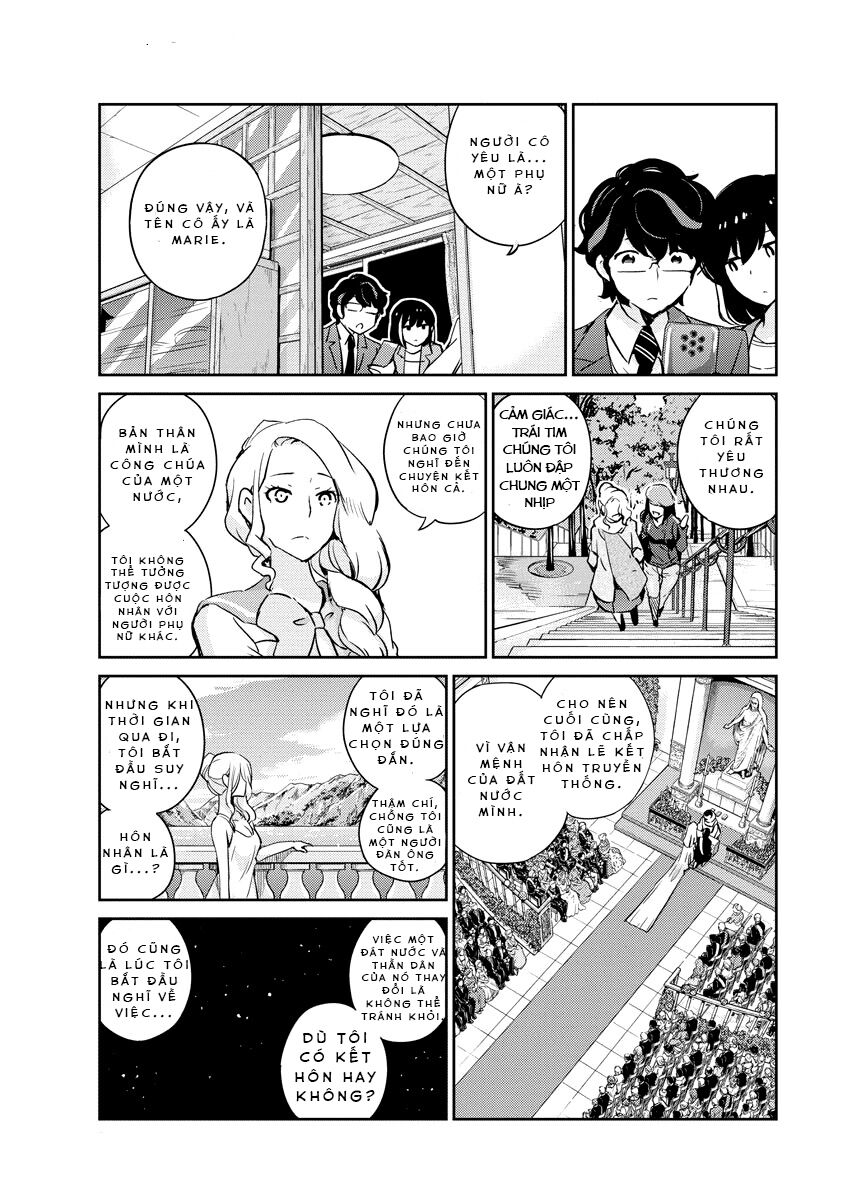 NGƯỜI CÔ
YÊU LÀ...
MỘT PHỤ
NỮ À?
ĐÚNG VẬY, VÀ
TÊN CÔ ẤY LÀ
MARIE.
CHÚNG
TÔI RẤT
YÊU
THƯƠNG
NHAU.
CẢM GIÁC...
TRÁI TIM
CHÚNG TÔI
LUÔN ĐẬP
CHUNG MỘT
NHỊP
NHƯNG CHƯA
BAO GIỜ
CHÚNG TÔI
NGHĨ ĐẾN
CHUYỆN KẾT
HÔN CẢ.
BẢN THÂN
MÌNH LÀ
CÔNG CHÚA
CỦA MỘT
NƯỚC,
TÔI KHÔNG
THỂ TƯỞNG
TƯỢNG ĐƯỢC
CUỘC HÔN
NHÂN VỚI
NGƯỜI PHỤ
NỮ KHÁC.
CHO NÊN
CUỐI CÙNG,
TÔI ĐÃ CHẤP
NHẬN LẼ KẾT
HÔN TRUYỀN
THỐNG.
VÌ VẬN
MỆNH
CỦA ĐẤT
NƯỚC
MÌNH.
TÔI ĐÃ
NGHĨ ĐÓ LÀ
MỘT LỰA
CHỌN ĐÚNG
ĐẮN.
THẬM CHÍ,
CHỒNG TÔI
CŨNG LÀ
MỘT NGƯỜI
ĐÀN ÔNG
TỐT.
NHƯNG KHI
THỜI GIAN
QUA ĐI,
TÔI BẮT
ĐẦU SUY
NGHĨ...
HÔN
NHÂN LÀ
GÌ...?
VIỆC MỘT
ĐẤT NƯỚC VÀ
THẦN DÂN
CỦA NÓ THAY
ĐỔI LÀ
KHÔNG THỂ
TRÁNH KHỎI.
DÙ TÔI
CÓ KẾT
HÔN HAY
KHÔNG?
ĐÓ CŨNG
LÀ LÚC TÔI
BẮT ĐẦU
NGHĨ VỀ
VIỆC...